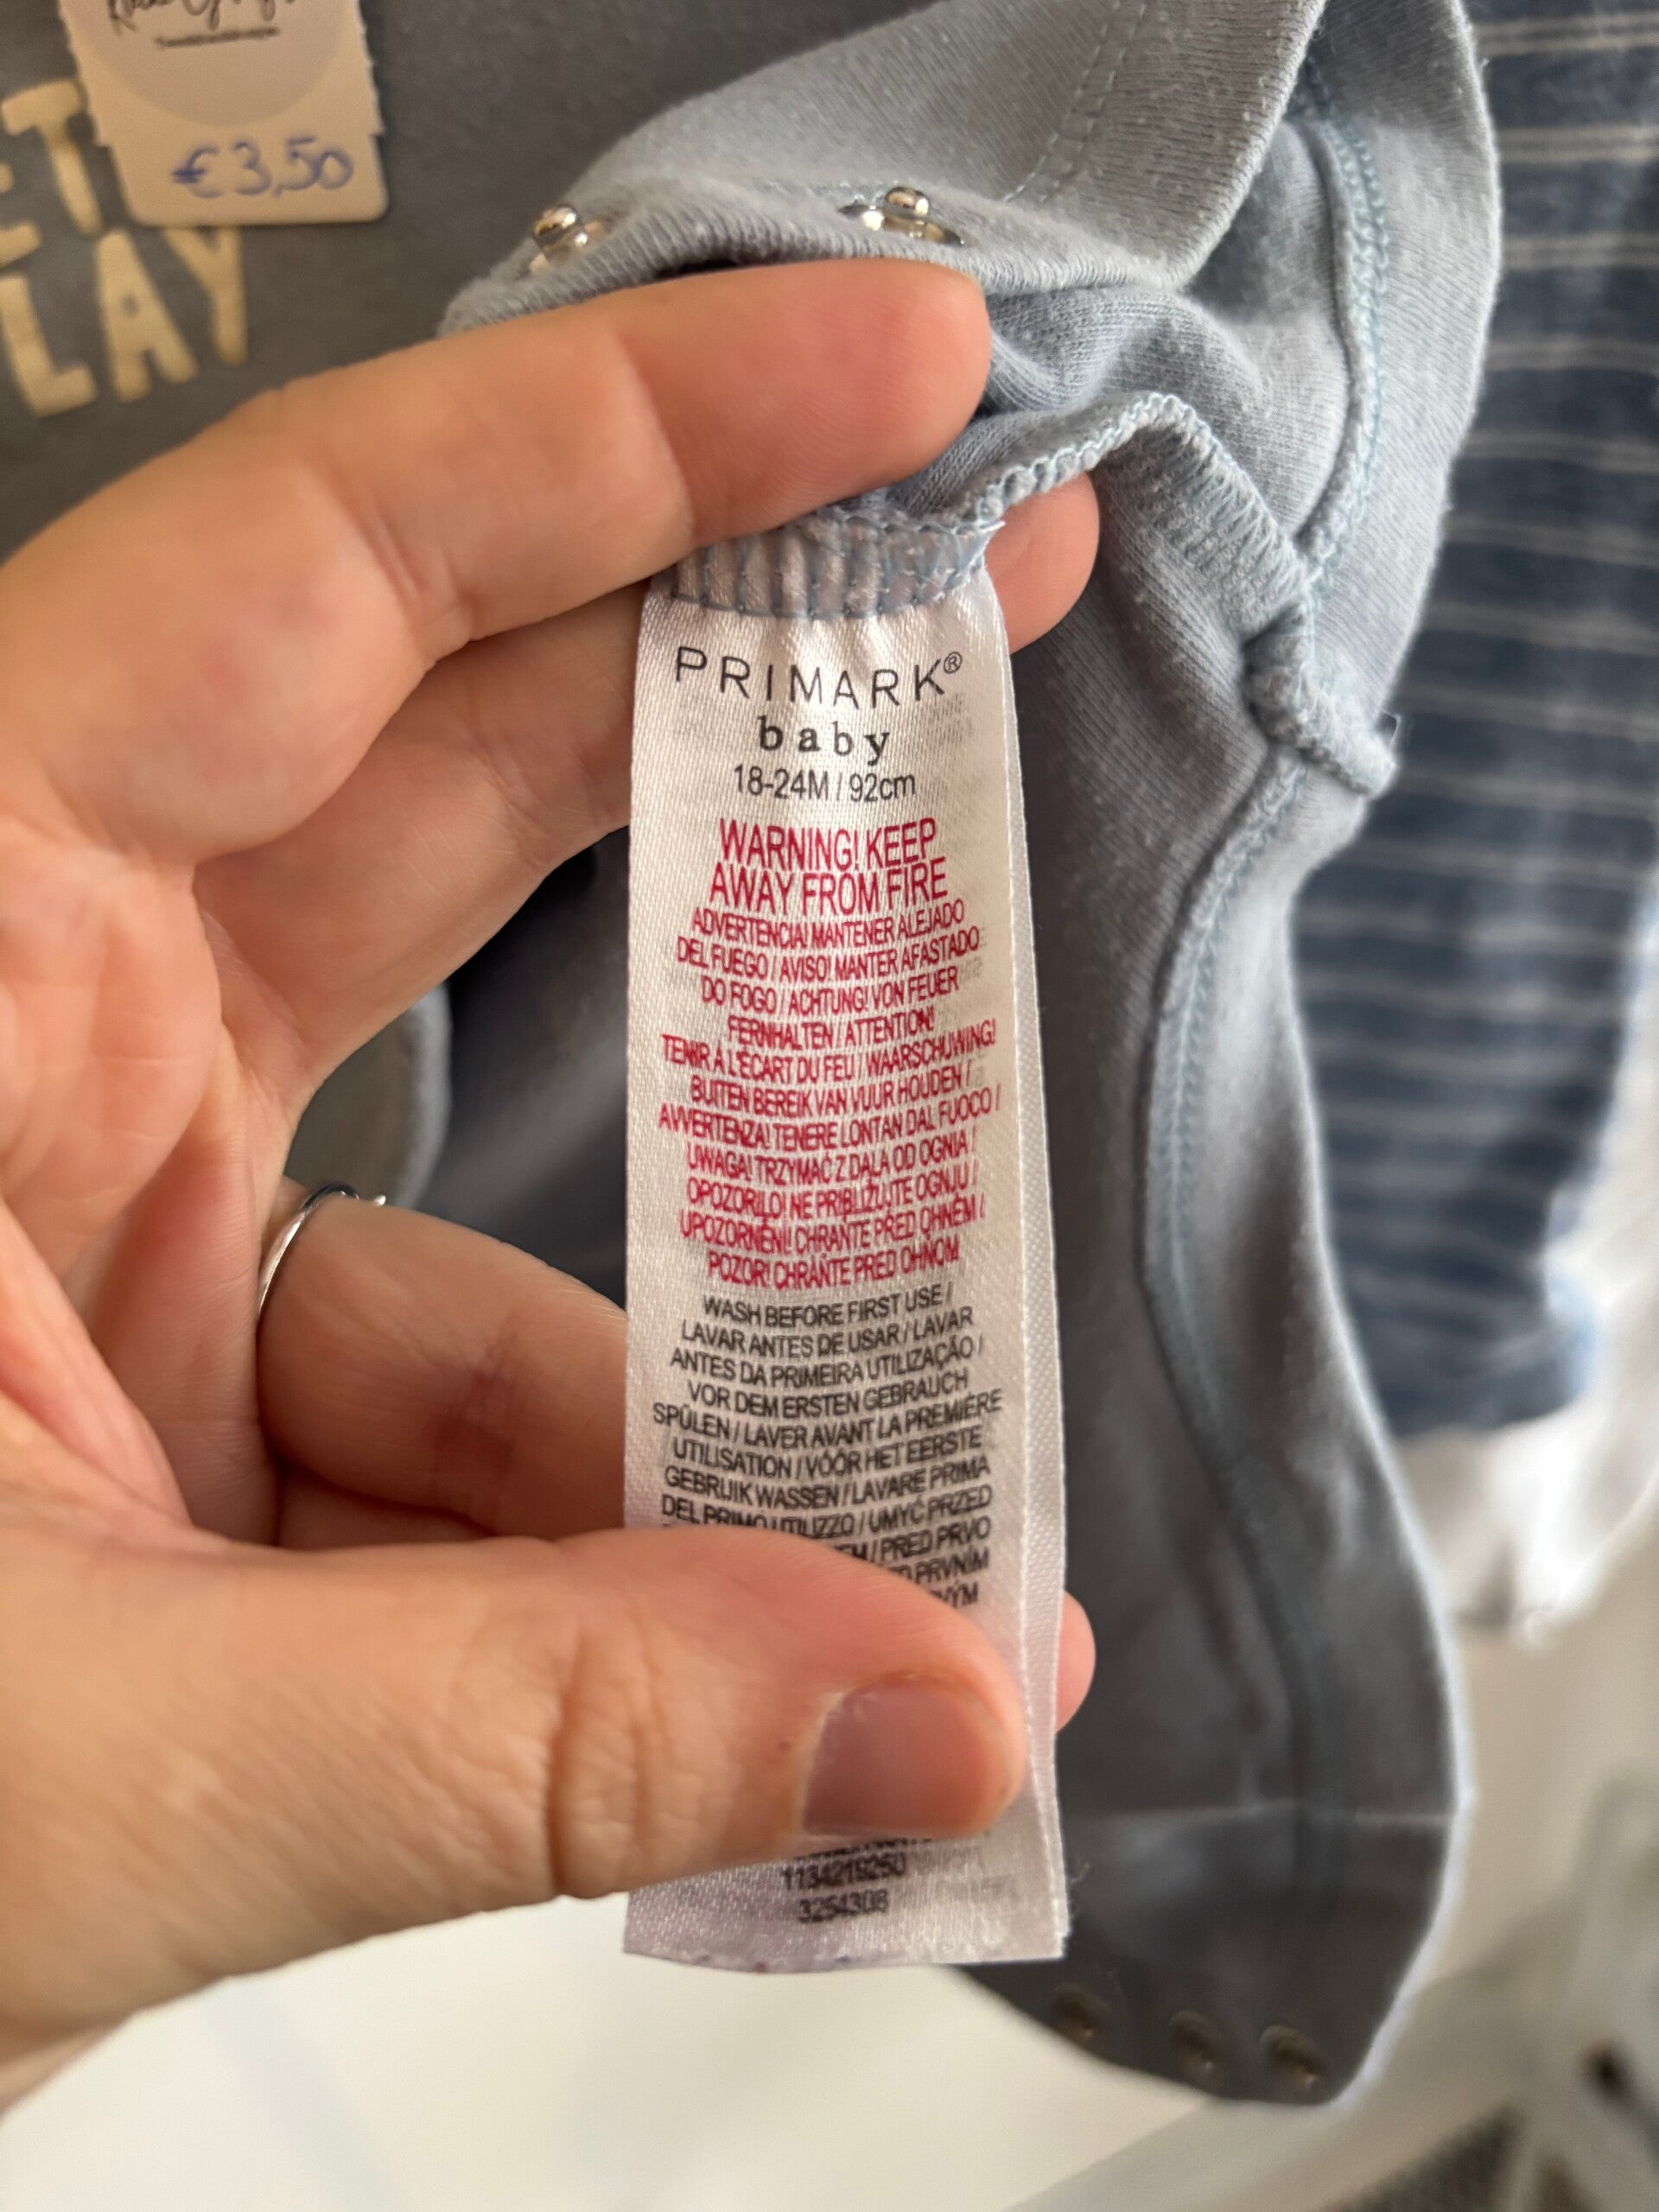 €3,50
ET
LAY
PRIMARK®
baby
18-24M / 92cm
WARNING! KEEP
AWAY FROM FIRE
ADVERTENCIA! MANTENER ALEJADO
DEL FUEGO / AVISO! MANTER AFASTADO
DO FOGO / ACHTUNG! VON FEUER
FERNHALTEN / ATTENTION!
TENIR À L'ÉCART DU FEU / WAARSCHUWING!
BUITEN BEREIK VAN VUUR HOUDEN /
AVVERTENZA! TENERE LONTAN DAL FUOCO /
UWAGA! TRZYMAĆ Z DALA OD OGNIA /
OPOZORILO! NE PRIBLIŽUJTE OGNJU /
UPOZORNĚNÍ! CHRAŇTE PŘED OHNĚM /
POZOR! CHRÁŇTE PRED OHŇOM
WASH BEFORE FIRST USE /
LAVAR ANTES DE USAR / LAVAR
ANTES DA PRIMEIRA UTILIZAÇÃO /
VOR DEM ERSTEN GEBRAUCH
SPÜLEN / LAVER AVANT LA PREMIÈRE
UTILISATION / VÓÓR HET EERSTE
GEBRUIK WASSEN / LAVARE PRIMA
DEL PRIMO UTILIZZO / UMYĆ PRZED
EM / PRED PRVO
D PRVNÍM
VÝM
3254308